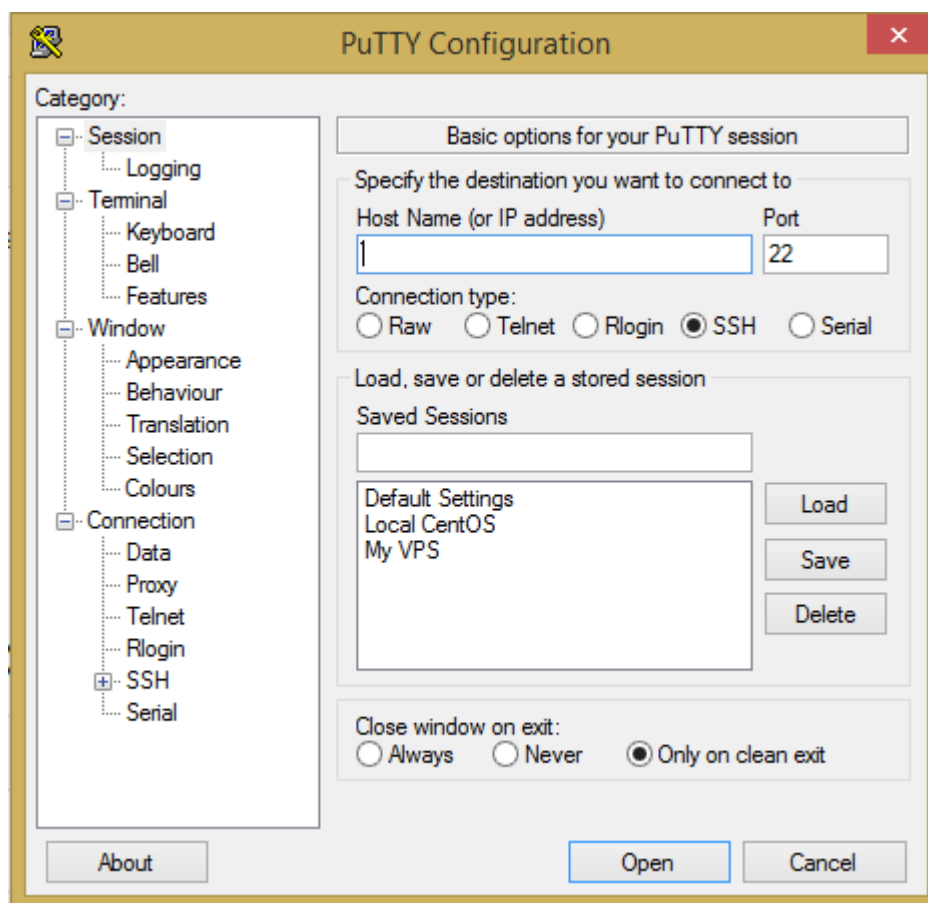 PuTTY Configuration
Category:
Session
Logging
Terminal
Keyboard
Bell
Features
Window
Appearance
Behaviour
Translation
Selection
Colours
Connection
Data
Proxy
Telnet
Rlogin
SSH
Serial
Basic options for your PuTTY session
Specify the destination you want to connect to
Host Name (or IP address) Port
22
Connection type:
Raw Telnet Rlogin SSH Serial
Load, save or delete a stored session
Saved Sessions
Default Settings
Local CentOS
My VPS
Load
Save
Delete
Close window on exit:
Always Never Only on clean exit
About Open Cancel